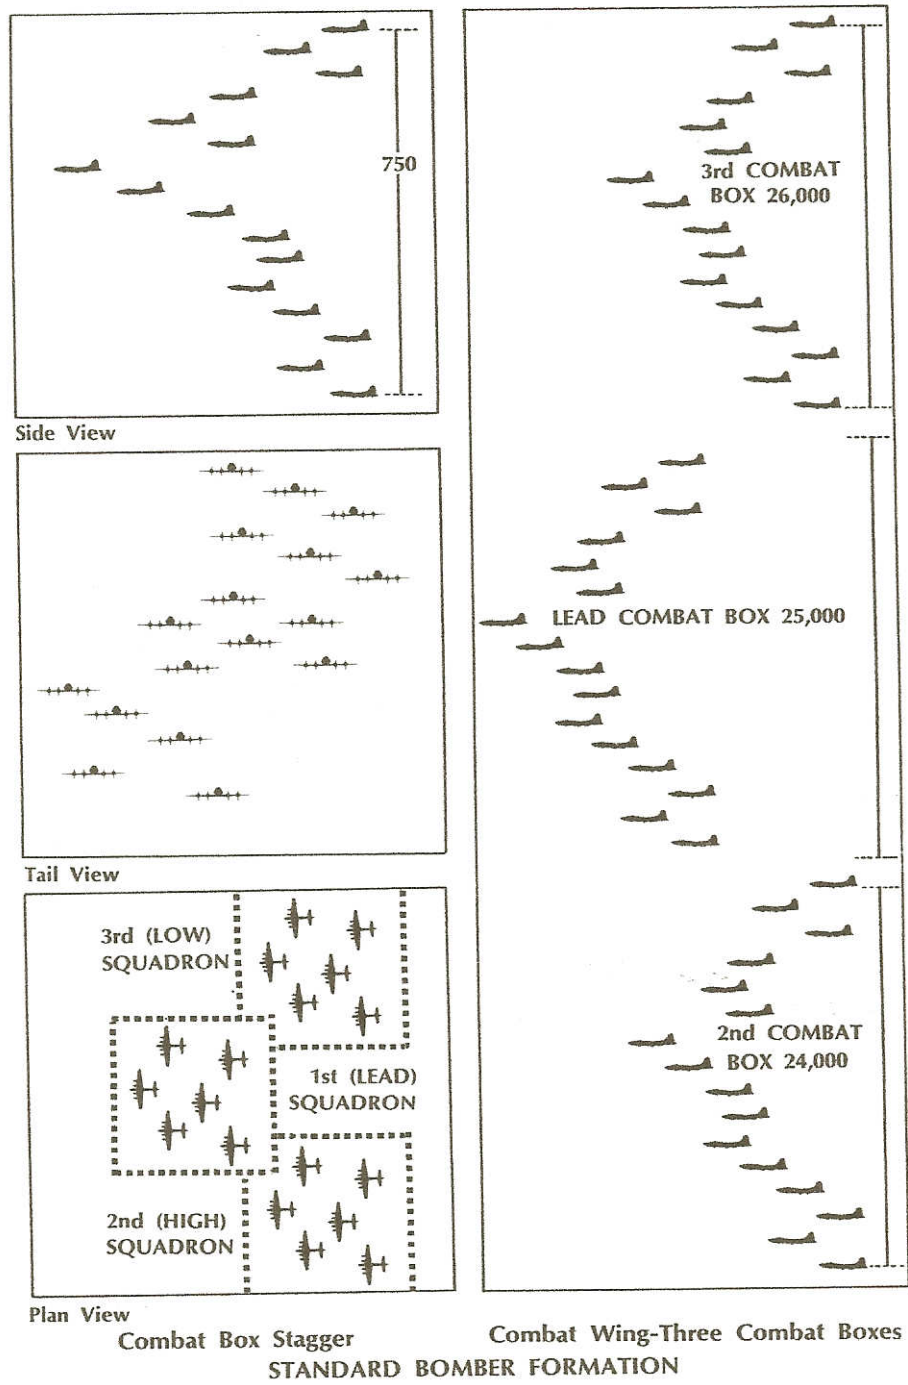 750
Side View
Tail View
3rd (LOW)
SQUADRON
1st (LEAD)
SQUADRON
2nd (HIGH)
SQUADRON
Plan View
Combat Box Stagger
3rd COMBAT
BOX 26,000
LEAD COMBAT BOX 25,000
2nd COMBAT
BOX 24,000
Combat Wing-Three Combat Boxes
STANDARD BOMBER FORMATION